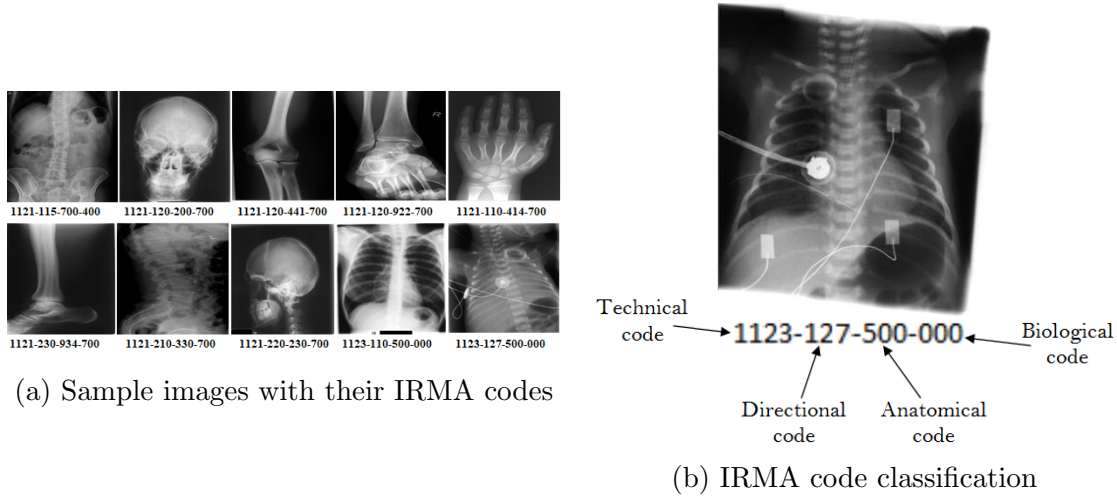 1121-115-700-400 1121-120-200-700 1121-120-441-700 1121-120-922-700 1121-110-414-700
1121-230-934-700 1121-210-330-700 1121-220-230-700 1123-110-500-000 1123-127-500-000
(a) Sample images with their IRMA codes
Technical
code
1123-127-500-000
Biological
code
Directional
code
Anatomical
code
(b) IRMA code classification